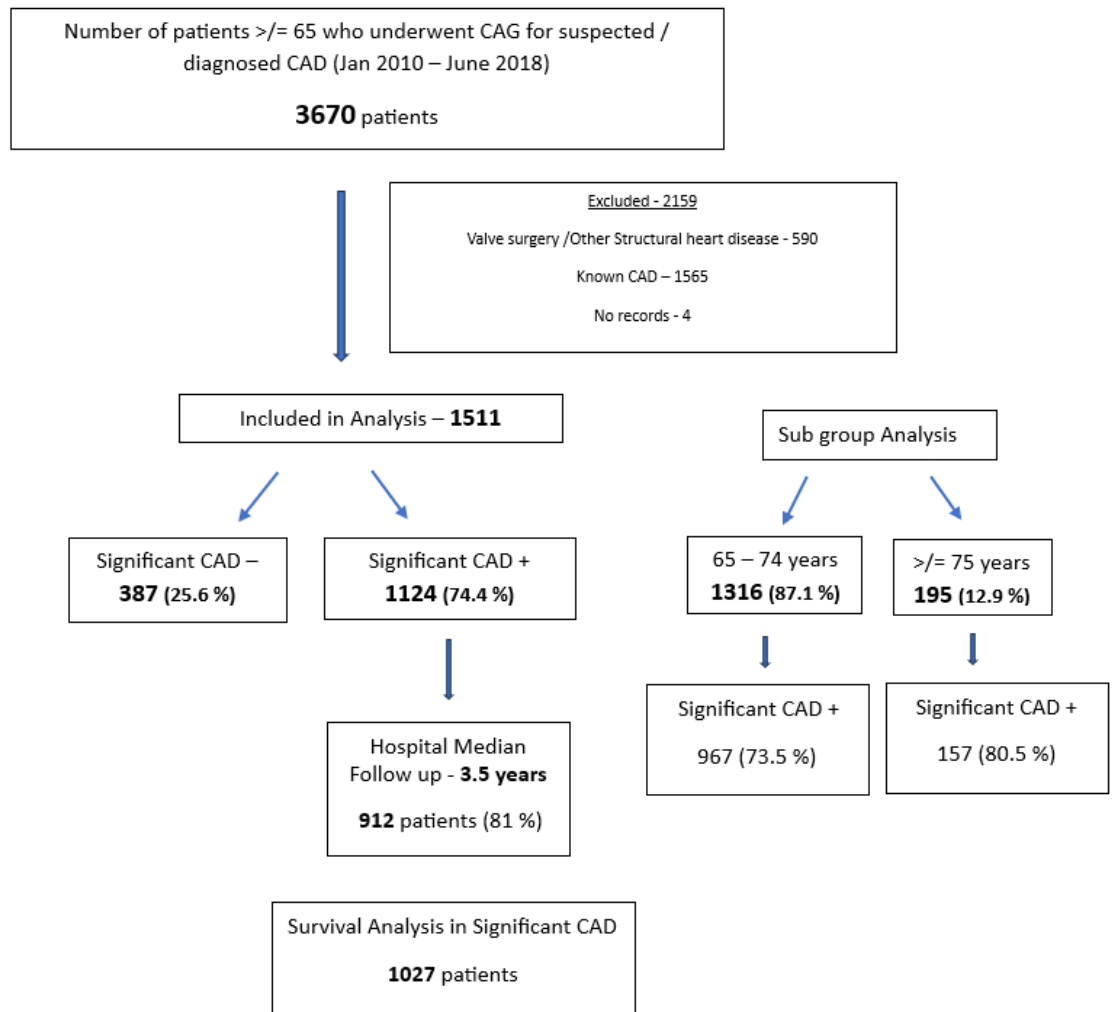 Number of patients >/= 65 who underwent CAG for suspected /
diagnosed CAD (Jan 2010 – June 2018)
3670 patients
Excluded - 2159
Valve surgery /Other Structural heart disease - 590
Known CAD – 1565
No records - 4
Included in Analysis – 1511
Sub group Analysis
Significant CAD –
387 (25.6 %)
Significant CAD +
1124 (74.4 %)
65 – 74 years
1316 (87.1 %)
>/= 75 years
195 (12.9 %)
Hospital Median
Follow up - 3.5 years
912 patients (81 %)
Significant CAD +
967 (73.5 %)
Significant CAD +
157 (80.5 %)
Survival Analysis in Significant CAD
1027 patients